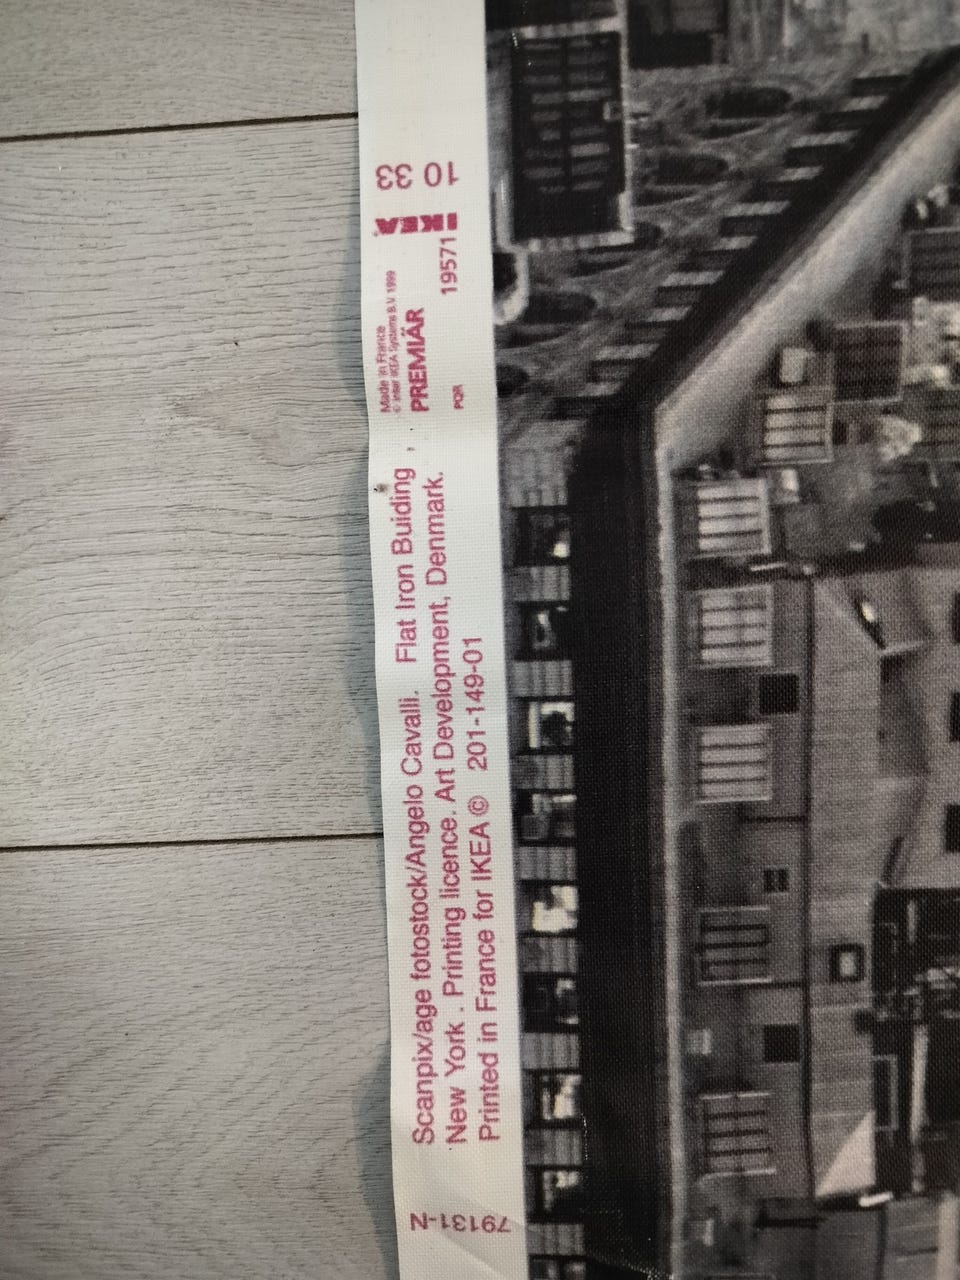 Scanpix/age fotostock/Angelo Cavalli. Flat Iron Buiding ,
New York . Printing licence. Art Development, Denmark.
Printed in France for IKEA © 201-149-01
Made in France
© Inter IKEA Systems B.V. 1999
PREMIÄR
PQR
19571
IKEA
10 33
79131-N